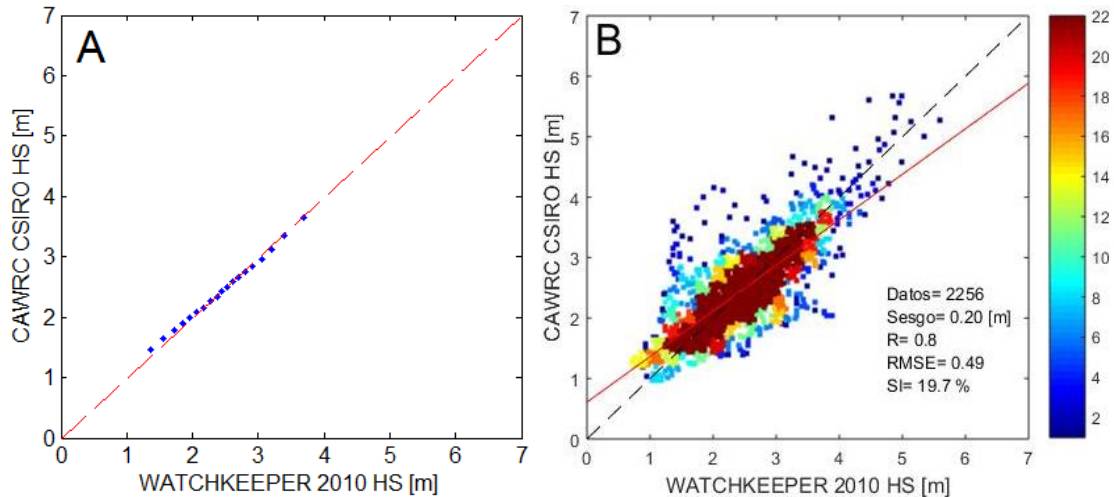 A
7
6
5
4
3
2
1
0
CAWRC CSIRO HS [m]
0 1 2 3 4 5 6 7
WATCHKEEPER 2010 HS [m]
B
7
6
5
4
3
2
1
0
CAWRC CSIRO HS [m]
Datos= 2256
Sesgo= 0.20 [m]
R= 0.8
RMSE= 0.49
SI= 19.7 %
0 1 2 3 4 5 6 7
WATCHKEEPER 2010 HS [m]
22
20
18
16
14
12
10
8
6
4
2